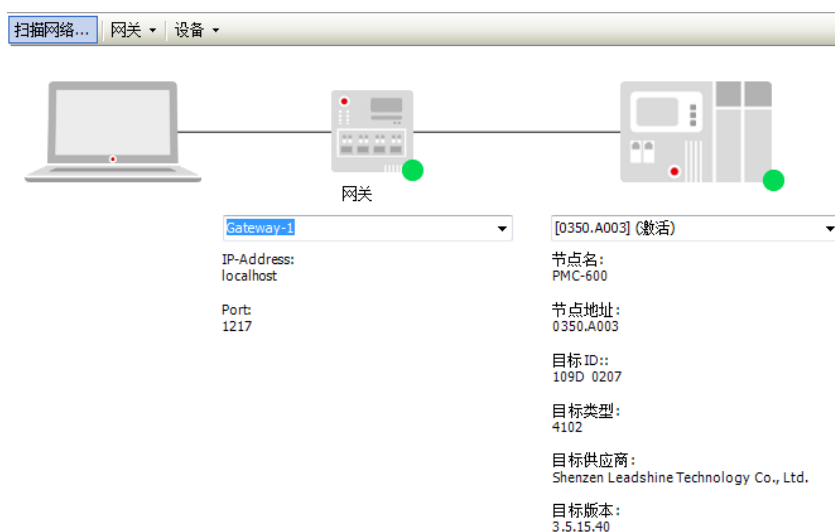 扫描网络... 网关 设备
网关
Gateway-1
[0350.A003] (激活)
IP-Address:
localhost
节点名:
PMC-600
Port:
1217
节点地址:
0350.A003
目标ID::
109D 0207
目标类型:
4102
目标供应商:
Shenzen Leadshine Technology Co., Ltd.
目标版本:
3.5.15.40